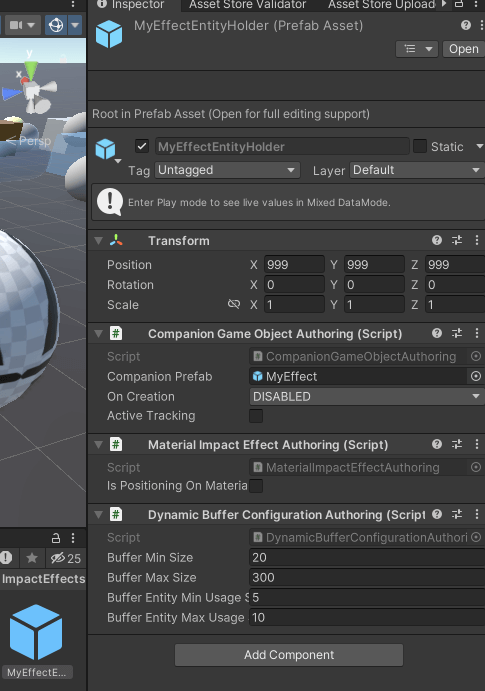 Inspector Asset Store Validator Asset Store Upload
MyEffectEntityHolder (Prefab Asset)
Open
Root in Prefab Asset (Open for full editing support)
MyEffectEntityHolder Static
Tag Untagged Layer Default
Enter Play mode to see live values in Mixed DataMode.
Transform
Position X 999 Y 999 Z 999
Rotation X 0 Y 0 Z 0
Scale X 1 Y 1 Z 1
Companion Game Object Authoring (Script)
Script CompanionGameObjectAuthoring
Companion Prefab MyEffect
On Creation DISABLED
Active Tracking
Material Impact Effect Authoring (Script)
Script MaterialImpactEffectAuthoring
Is Positioning On Materia
Dynamic Buffer Configuration Authoring (Script
Script DynamicBufferConfigurationAuthori
Buffer Min Size 20
Buffer Max Size 300
Buffer Entity Min Usage S 5
Buffer Entity Max Usage 10
Add Component
y
x
< Persp
25
ImpactEffects
MyEffectE...